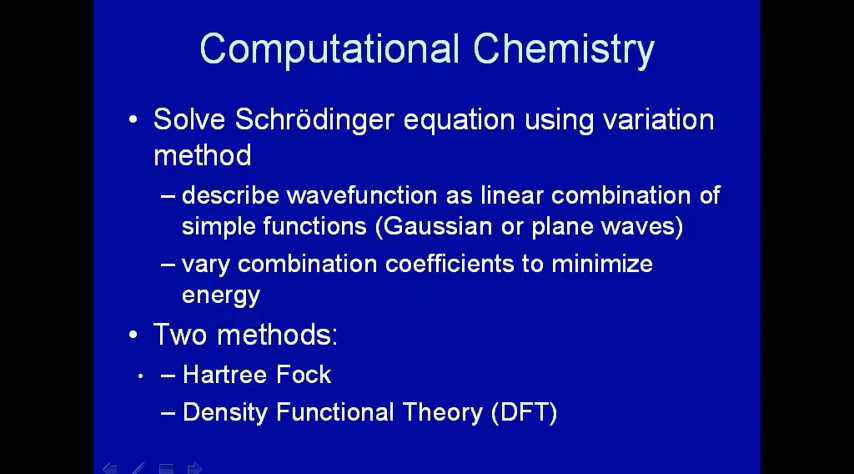 Computational Chemistry
• Solve Schrödinger equation using variation
method
– describe wavefunction as linear combination of
simple functions (Gaussian or plane waves)
– vary combination coefficients to minimize
energy
• Two methods:
– Hartree Fock
– Density Functional Theory (DFT)